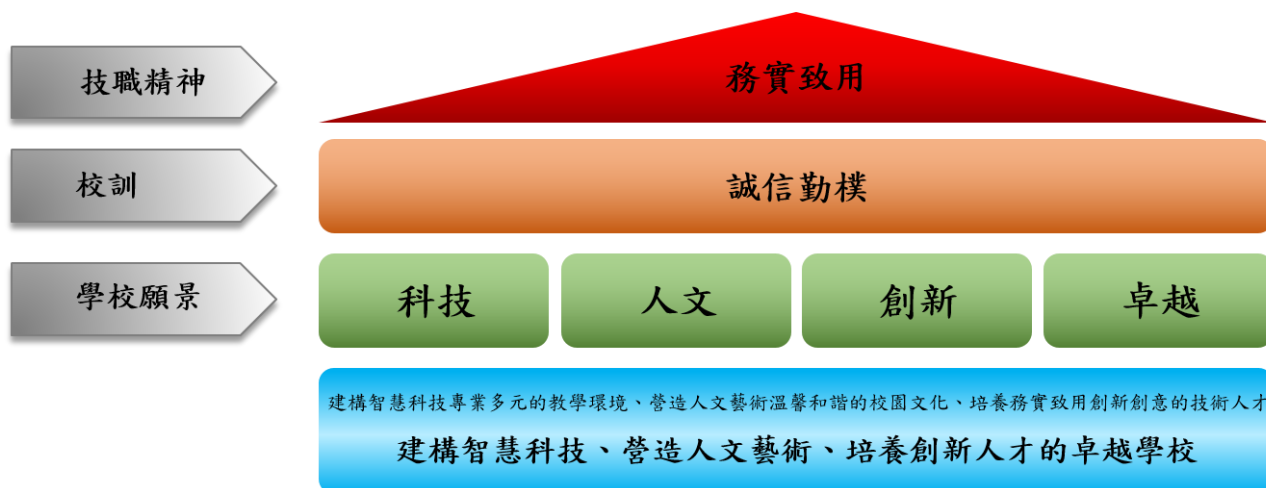 技職精神
務實致用
校訓
誠信勤樸
學校願景
科技
人文
創新
卓越
建構智慧科技專業多元的教學環境、營造人文藝術溫馨和諧的校園文化、培養務實致用創新創意的技術人才
建構智慧科技、營造人文藝術、培養創新人才的卓越學校